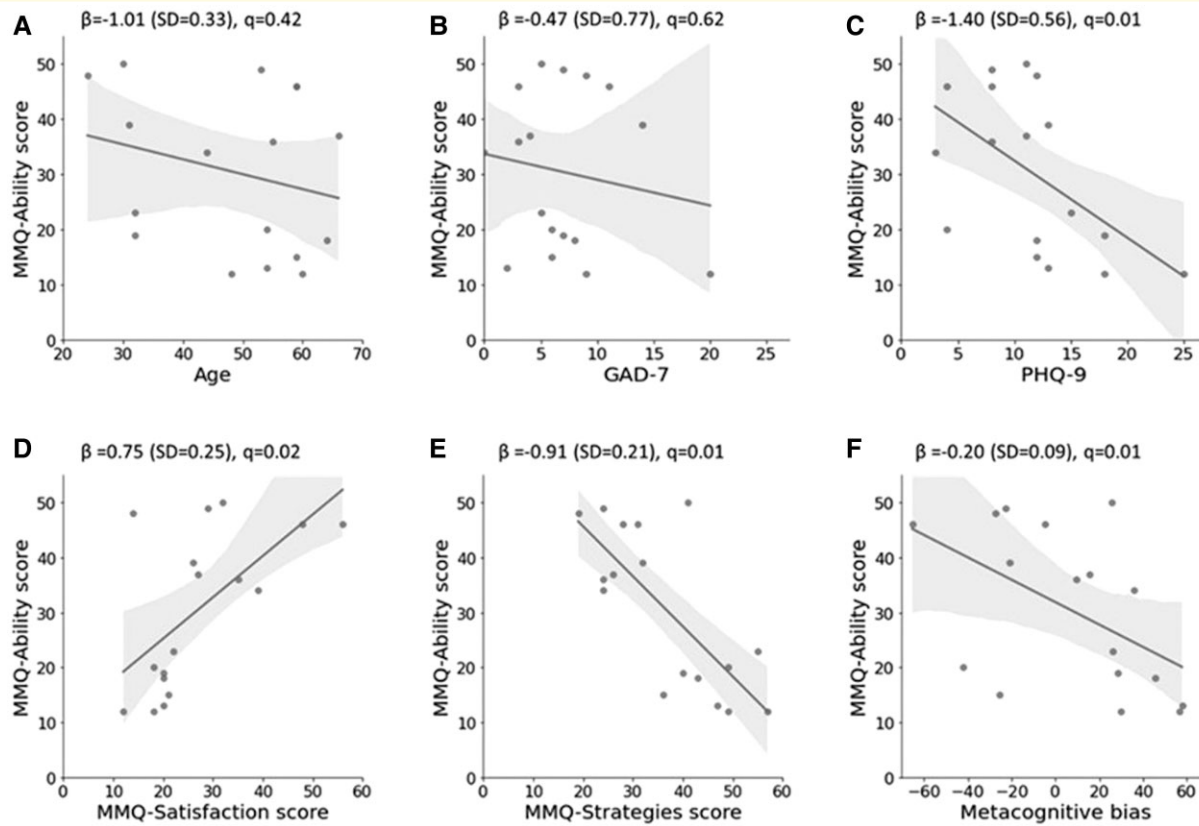 A β=-1.01 (SD=0.33), q=0.42
MMQ-Ability score
50
40
30
20
10
0
20 30 40 50 60 70
Age
B β=-0.47 (SD=0.77), q=0.62
MMQ-Ability score
50
40
30
20
10
0
0 5 10 15 20 25
GAD-7
C β =-1.40 (SD=0.56), q=0.01
MMQ-Ability score
50
40
30
20
10
0
0 5 10 15 20 25
PHQ-9
D β =0.75 (SD=0.25), q=0.02
MMQ-Ability score
50
40
30
20
10
0
0 10 20 30 40 50 60
MMQ-Satisfaction score
E β =-0.91 (SD=0.21), q=0.01
MMQ-Ability score
50
40
30
20
10
0
0 10 20 30 40 50 60
MMQ-Strategies score
F β =-0.20 (SD=0.09), q=0.01
MMQ-Ability score
50
40
30
20
10
0
−60 −40 −20 0 20 40 60
Metacognitive bias